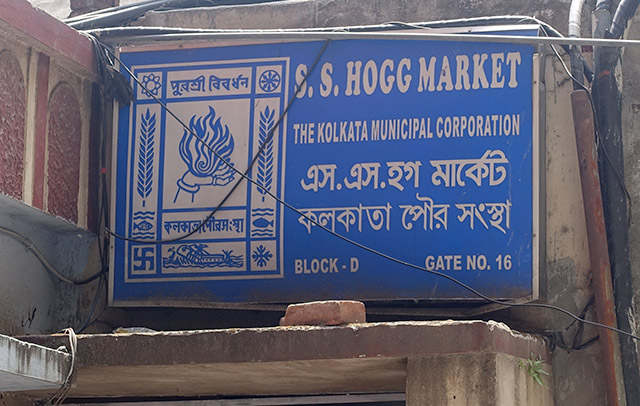 পুরশ্রী বিবর্ধন
কলকাতা পৌরসংস্থা
S. S. HOGG MARKET
THE KOLKATA MUNICIPAL CORPORATION
এস.এস.হগ মার্কেট
কলকাতা পৌর সংস্থা
BLOCK - D
GATE NO. 16